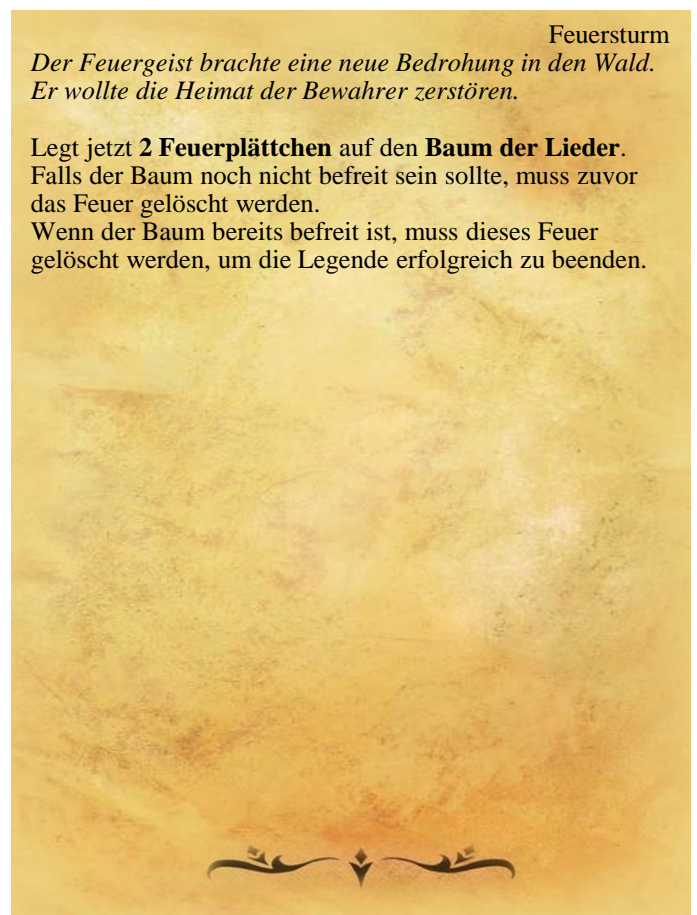 Feuersturm
Der Feuergeist brachte eine neue Bedrohung in den Wald.
Er wollte die Heimat der Bewahrer zerstören.
Legt jetzt 2 Feuerplättchen auf den Baum der Lieder.
Falls der Baum noch nicht befreit sein sollte, muss zuvor
das Feuer gelöscht werden.
Wenn der Baum bereits befreit ist, muss dieses Feuer
gelöscht werden, um die Legende erfolgreich zu beenden.